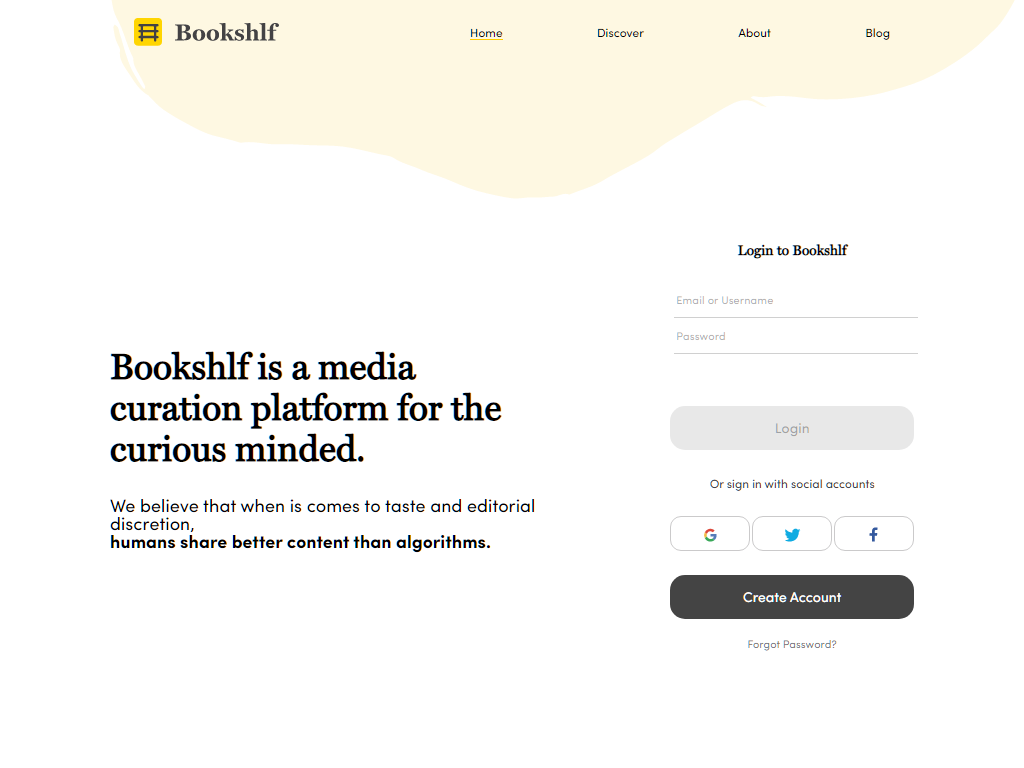 Bookshlf
Home
Discover
About
Blog
Login to Bookshlf
Email or Username
Password
Bookshlf is a media
curation platform for the
curious minded.
We believe that when is comes to taste and editorial
discretion,
humans share better content than algorithms.
Login
Or sign in with social accounts
Create Account
Forgot Password?